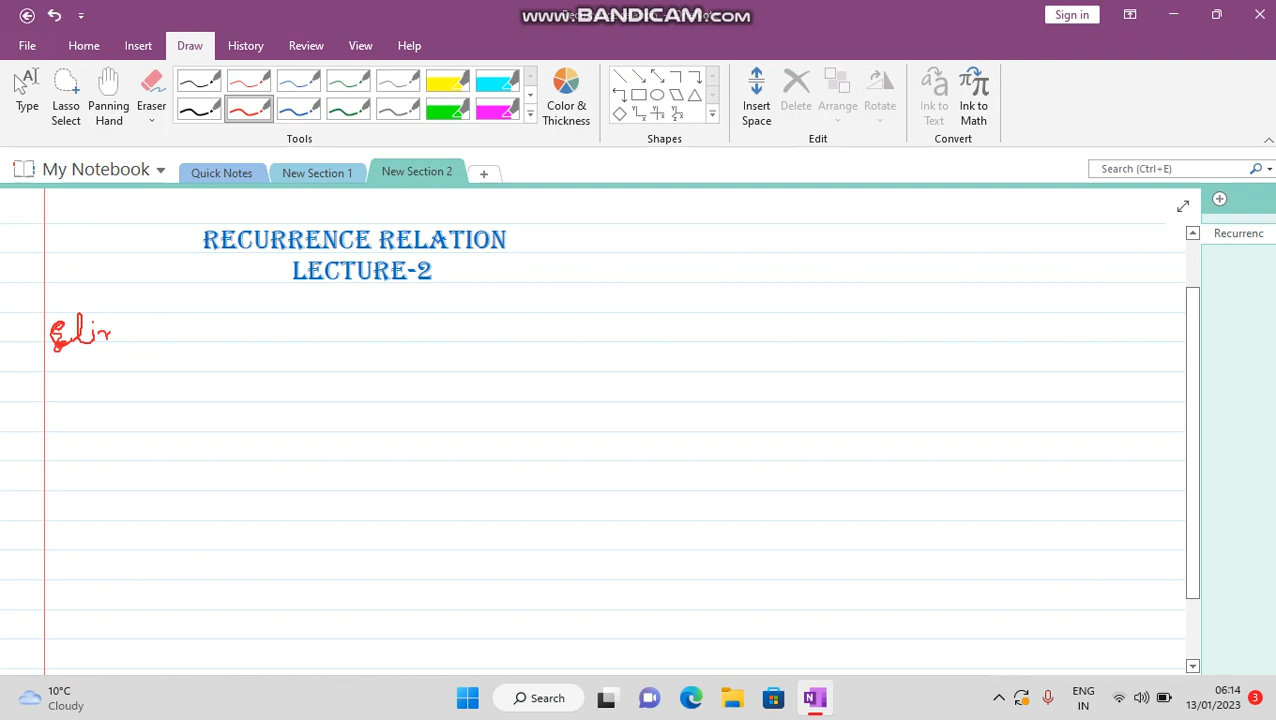 www.BANDICAM.com
Sign in
File Home Insert Draw History Review View Help
Type
Lasso Select
Panning Hand
Eraser
Color & Thickness
Insert Space
Delete
Arrange
Rotate
Ink to Text
Ink to Math
Tools
Shapes
Edit
Convert
My Notebook
Quick Notes
New Section 1
New Section 2
Search (Ctrl+E)
Recurrenc
RECURRENCE RELATION
LECTURE-2
Elin
10°C
Cloudy
Search
ENG
IN
06:14
13/01/2023
3